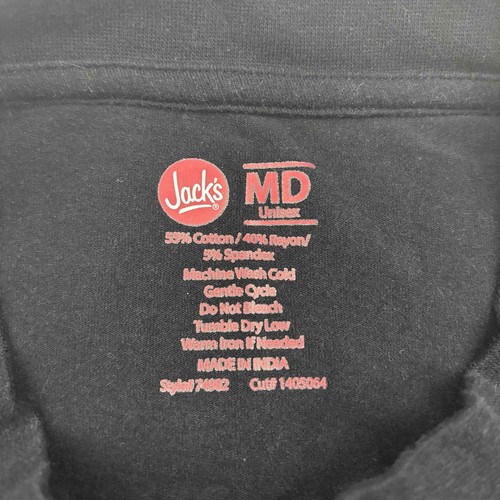 Jack's®
MD
Unisex
55% Cotton / 40% Rayon/
5% Spandex
Machine Wash Cold
Gentle Cycle
Do Not Bleach
Tumble Dry Low
Warm Iron If Needed
MADE IN INDIA
Style# 74982 Cut# 1405064